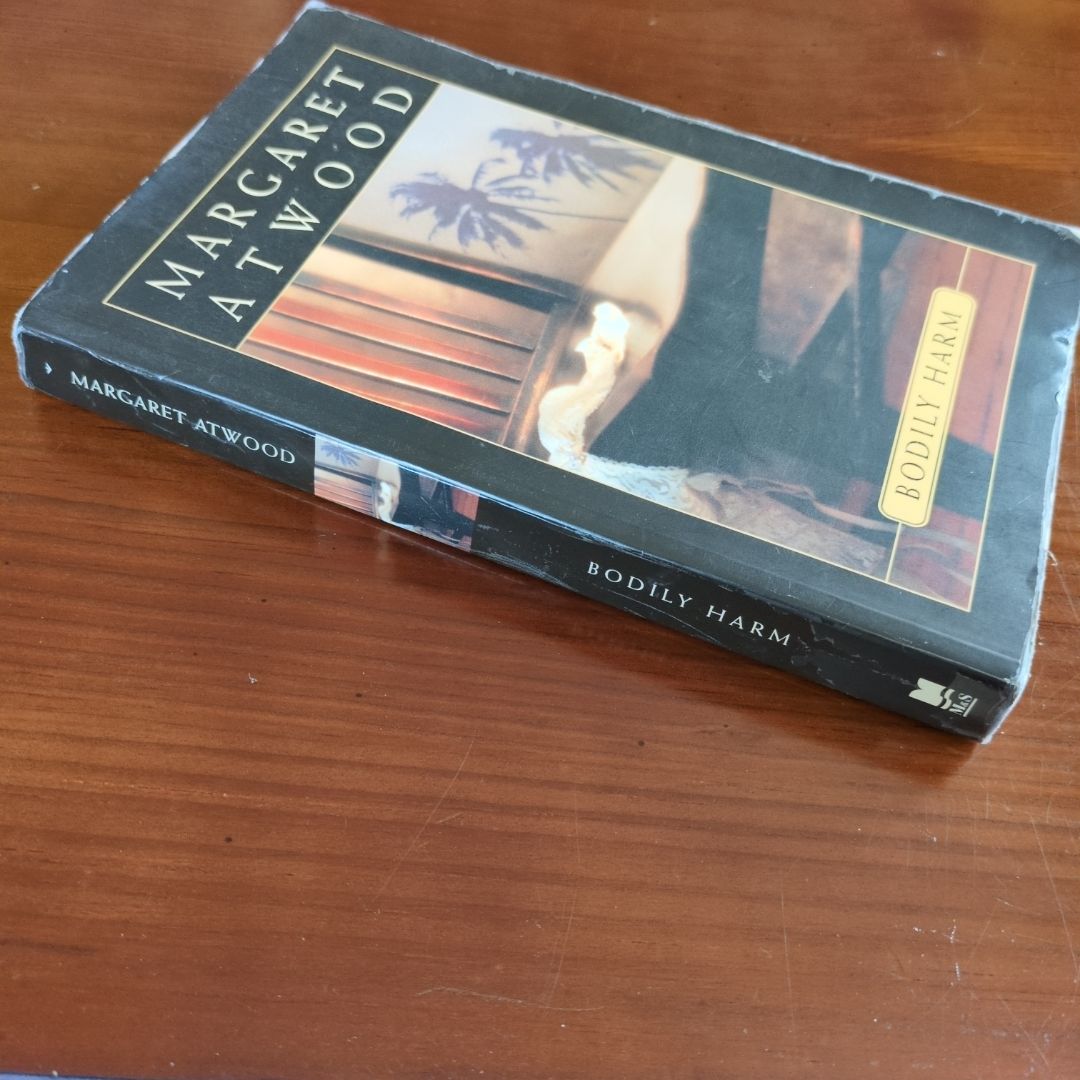 MARGARET
ATWOOD
BODILY HARM
MARGARET ATWOOD
BODILY HARM
M&S